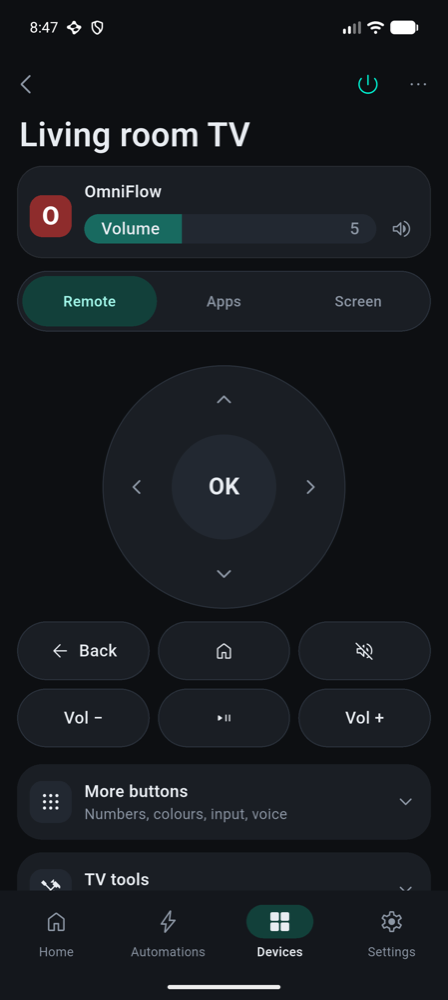 8:47
Living room TV
O
OmniFlow
Volume 5
Remote Apps Screen
OK
Back
Vol − Vol +
More buttons
Numbers, colours, input, voice
TV tools
Home Automations Devices Settings